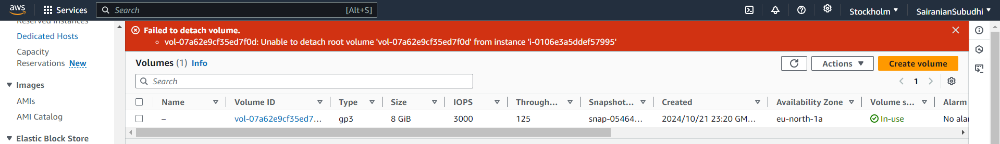 aws Services Search [Alt+S] Stockholm SairanjanSubudhi
Reserved Instances
Dedicated Hosts
Capacity
Reservations New
Images
AMIs
AMI Catalog
Elastic Block Store
Failed to detach volume.
vol-07a62e9cf35ed7f0d: Unable to detach root volume 'vol-07a62e9cf35ed7f0d' from instance 'i-0106e3a5ddef57995'
Volumes (1) Info Actions Create volume
Search 1
Name Volume ID Type Size IOPS Through... Snapshot... Created Availability Zone Volume s... Alarm
– vol-07a62e9cf35ed7... gp3 8 GiB 3000 125 snap-05464... 2024/10/21 23:20 GM... eu-north-1a In-use No alar